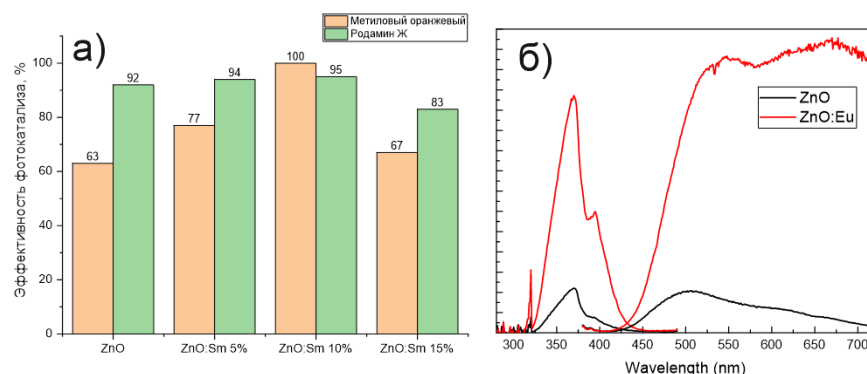 а)
Метиловый оранжевый
Родамин Ж
Эффективность фотокатализа, %
100
80
60
40
20
0
63
92
77
94
100
95
67
83
ZnO
ZnO:Sm 5%
ZnO:Sm 10%
ZnO:Sm 15%
б)
ZnO
ZnO:Eu
300
350
400
450
500
550
600
650
700
Wavelength (nm)